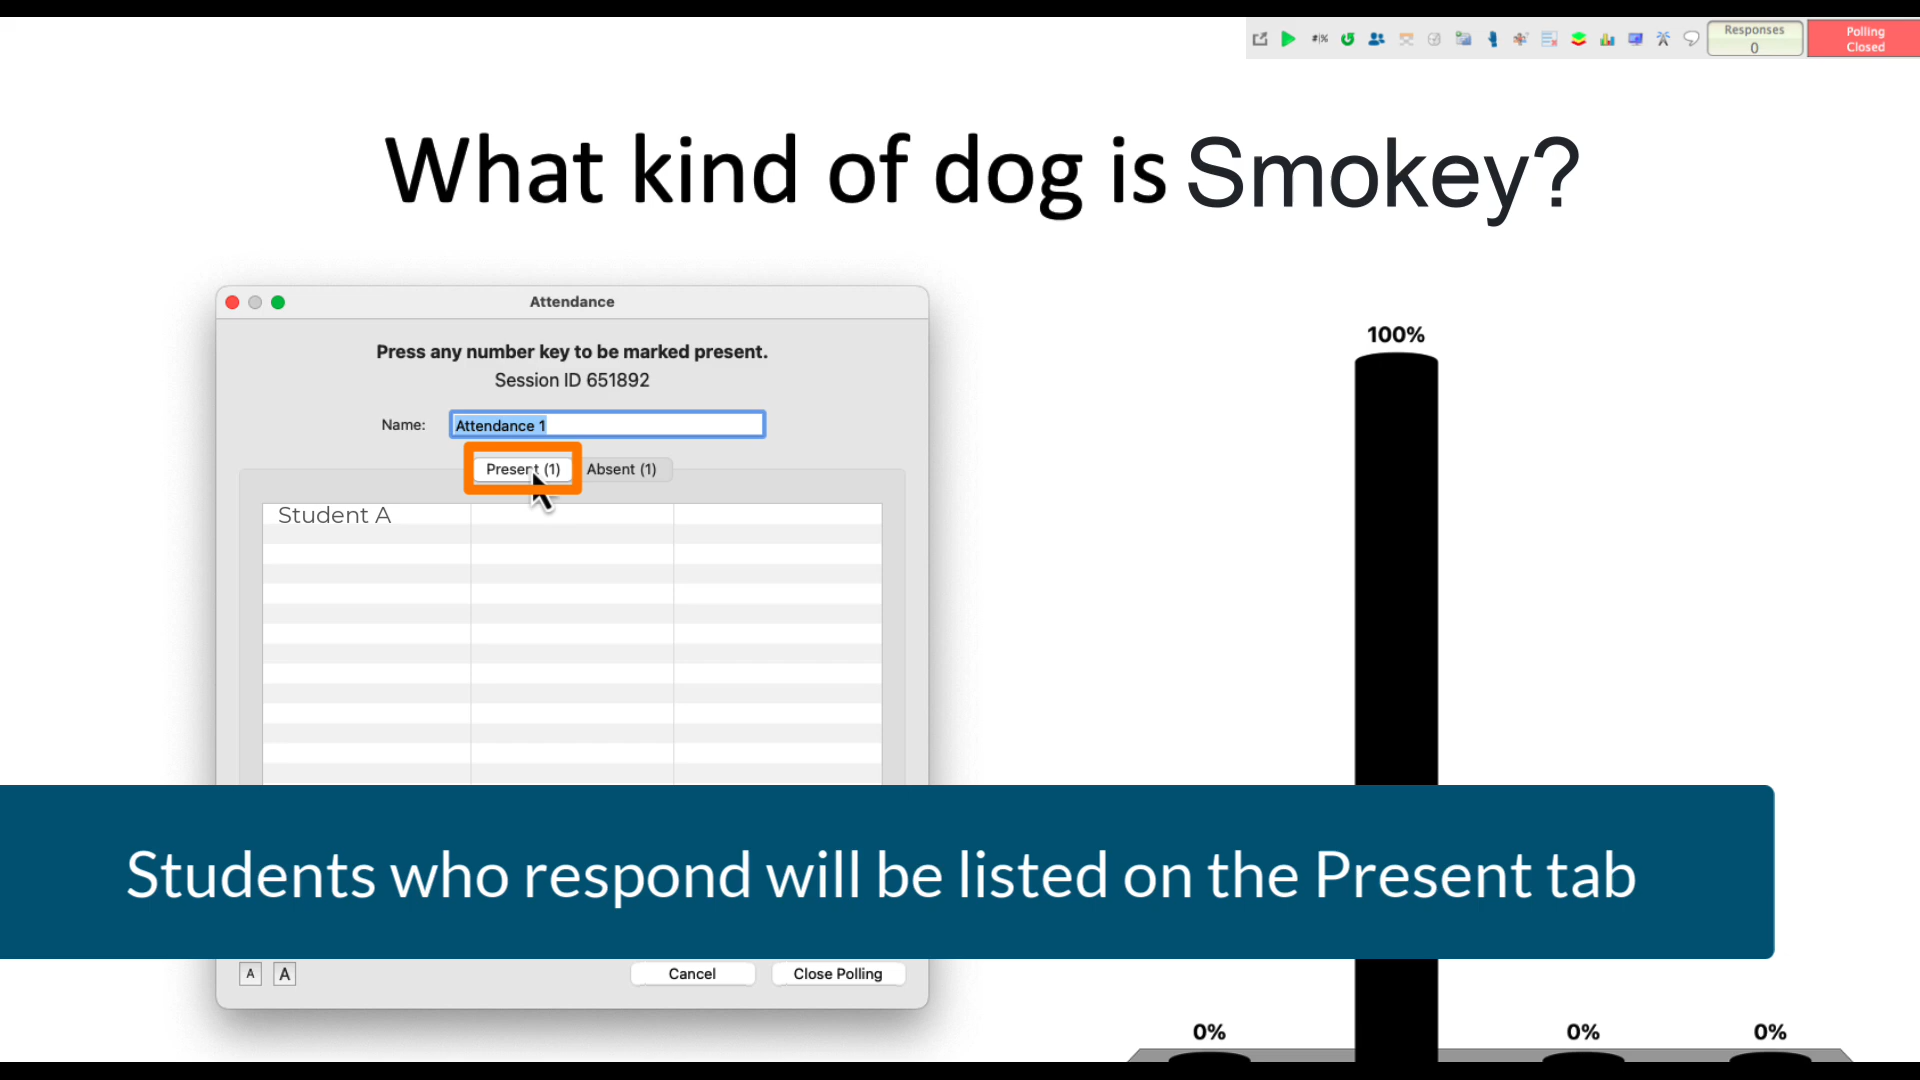 #|%
Responses
0
Polling
Closed
What kind of dog is Smokey?
Attendance
Press any number key to be marked present.
Session ID 651892
Name: Attendance 1
Present (1) Absent (1)
Student A
100%
Students who respond will be listed on the Present tab
A A Cancel Close Polling
0% 0% 0%